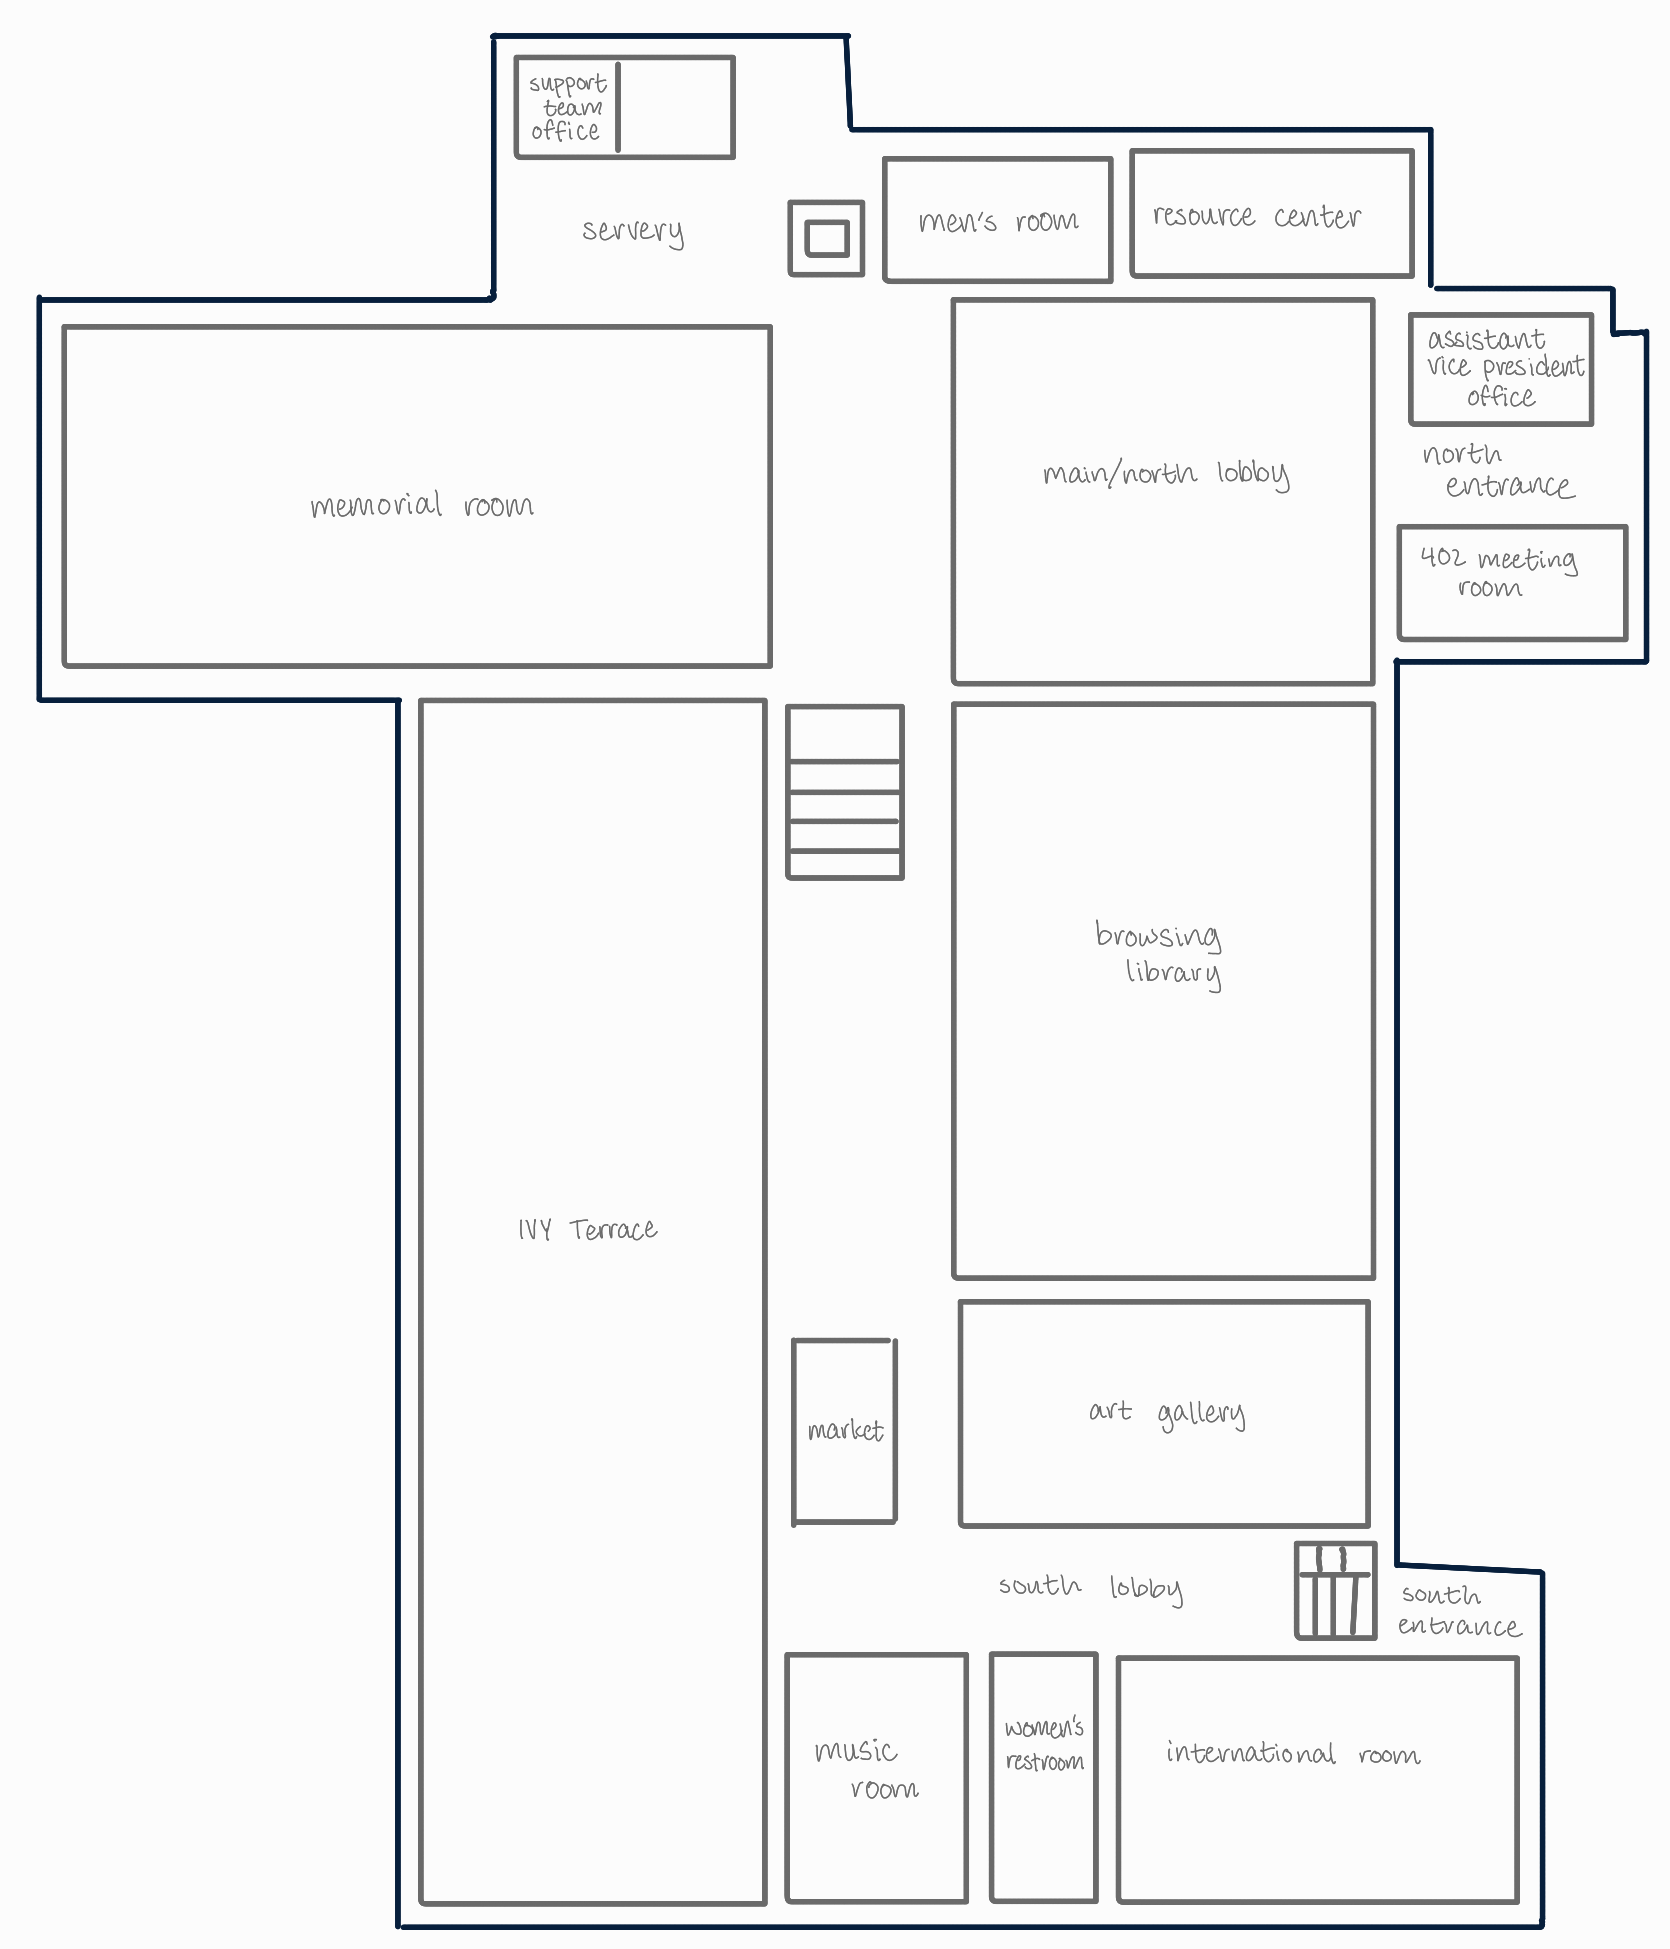 support
team
office
servery
men's room
resource center
assistant
vice president
office
north
entrance
main/north lobby
memorial room
402 meeting
room
browsing
library
IVY Terrace
market
art gallery
south lobby
south
entrance
music
room
women's
restroom
international room